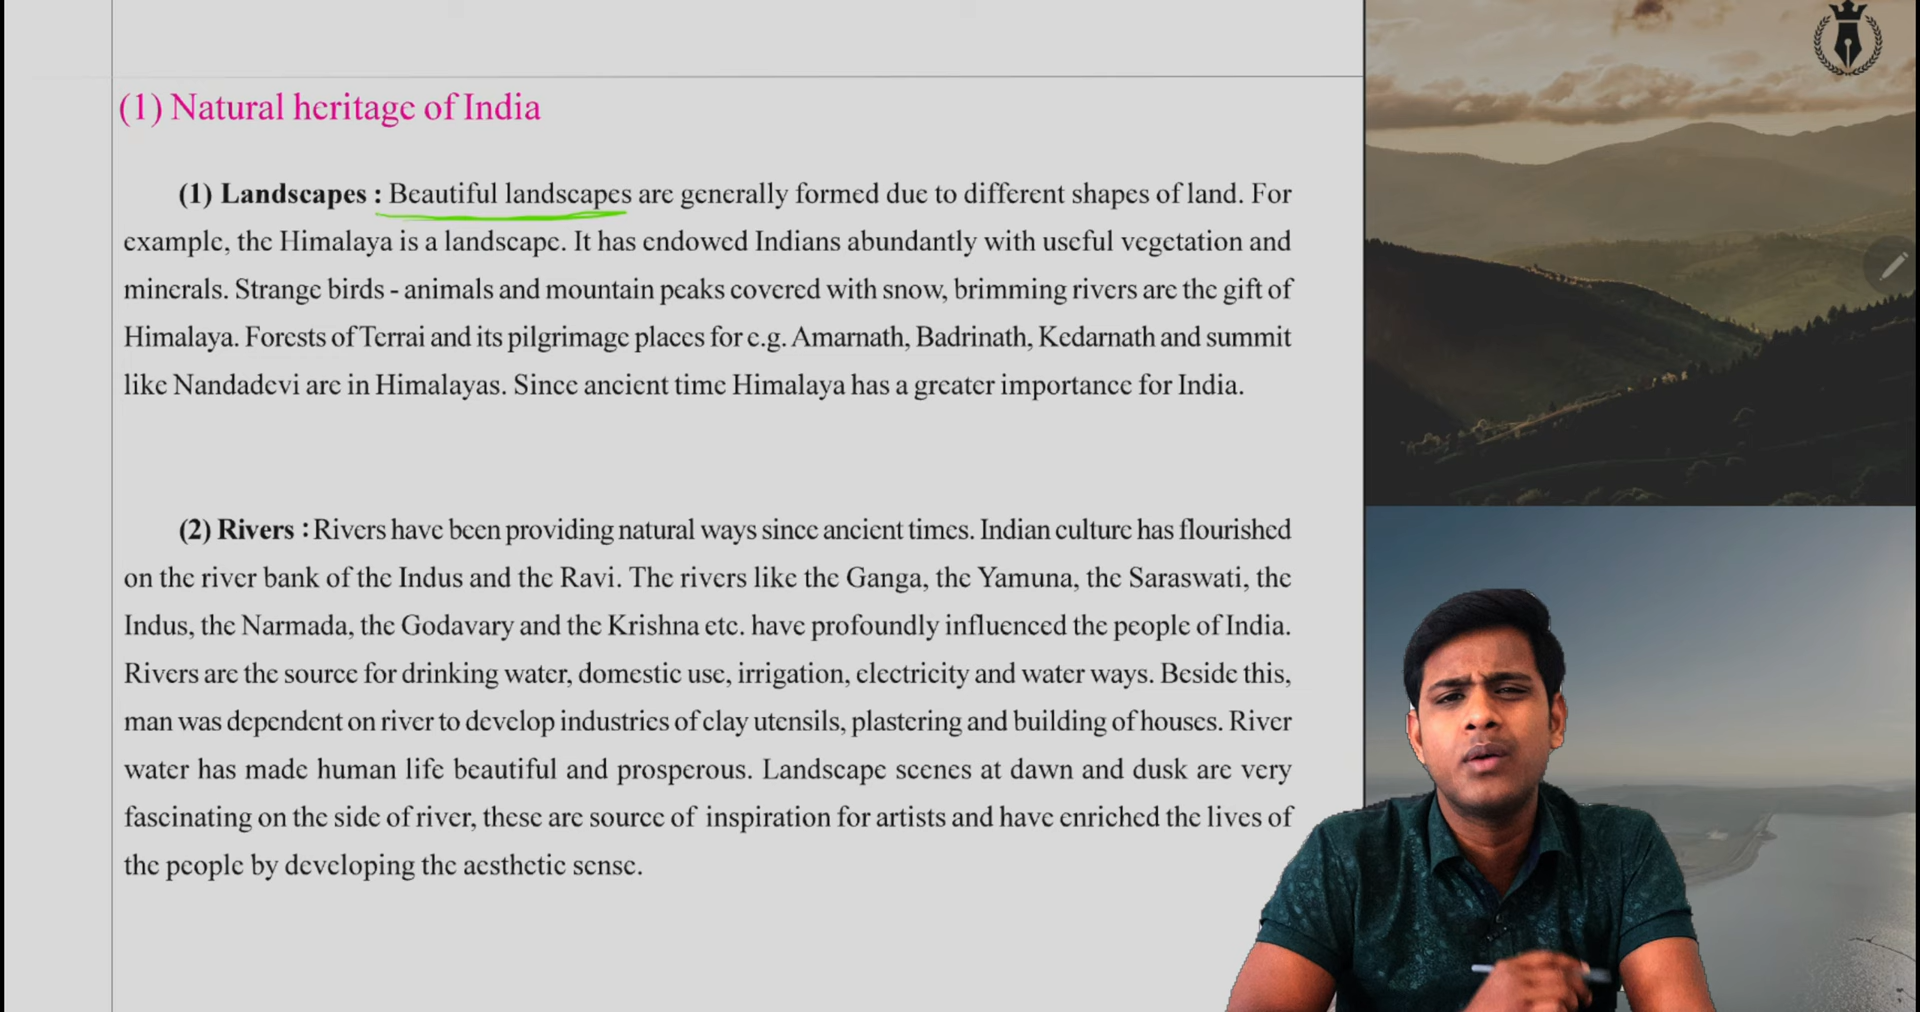 (1) Natural heritage of India
(1) Landscapes : Beautiful landscapes are generally formed due to different shapes of land. For
example, the Himalaya is a landscape. It has endowed Indians abundantly with useful vegetation and
minerals. Strange birds - animals and mountain peaks covered with snow, brimming rivers are the gift of
Himalaya. Forests of Terrai and its pilgrimage places for e.g. Amarnath, Badrinath, Kedarnath and summit
like Nandadevi are in Himalayas. Since ancient time Himalaya has a greater importance for India.
(2) Rivers : Rivers have been providing natural ways since ancient times. Indian culture has flourished
on the river bank of the Indus and the Ravi. The rivers like the Ganga, the Yamuna, the Saraswati, the
Indus, the Narmada, the Godavary and the Krishna etc. have profoundly influenced the people of India.
Rivers are the source for drinking water, domestic use, irrigation, electricity and water ways. Beside this,
man was dependent on river to develop industries of clay utensils, plastering and building of houses. River
water has made human life beautiful and prosperous. Landscape scenes at dawn and dusk are very
fascinating on the side of river, these are source of inspiration for artists and have enriched the lives of
the people by developing the aesthetic sense.